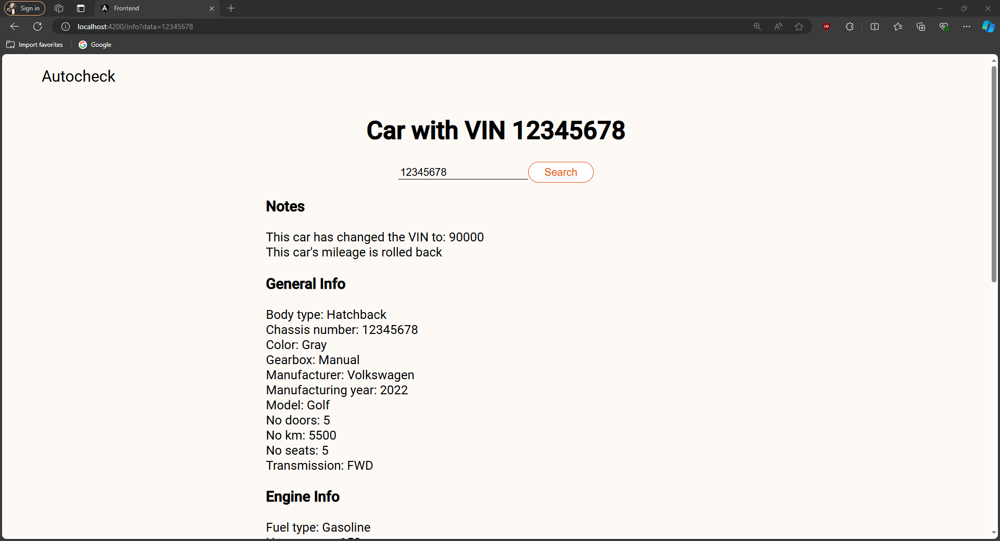 Sign in
Frontend
localhost:4200/info?data=12345678
Import favorites
Google
Autocheck
Car with VIN 12345678
12345678
Search
Notes
This car has changed the VIN to: 90000
This car's mileage is rolled back
General Info
Body type: Hatchback
Chassis number: 12345678
Color: Gray
Gearbox: Manual
Manufacturer: Volkswagen
Manufacturing year: 2022
Model: Golf
No doors: 5
No km: 5500
No seats: 5
Transmission: FWD
Engine Info
Fuel type: Gasoline